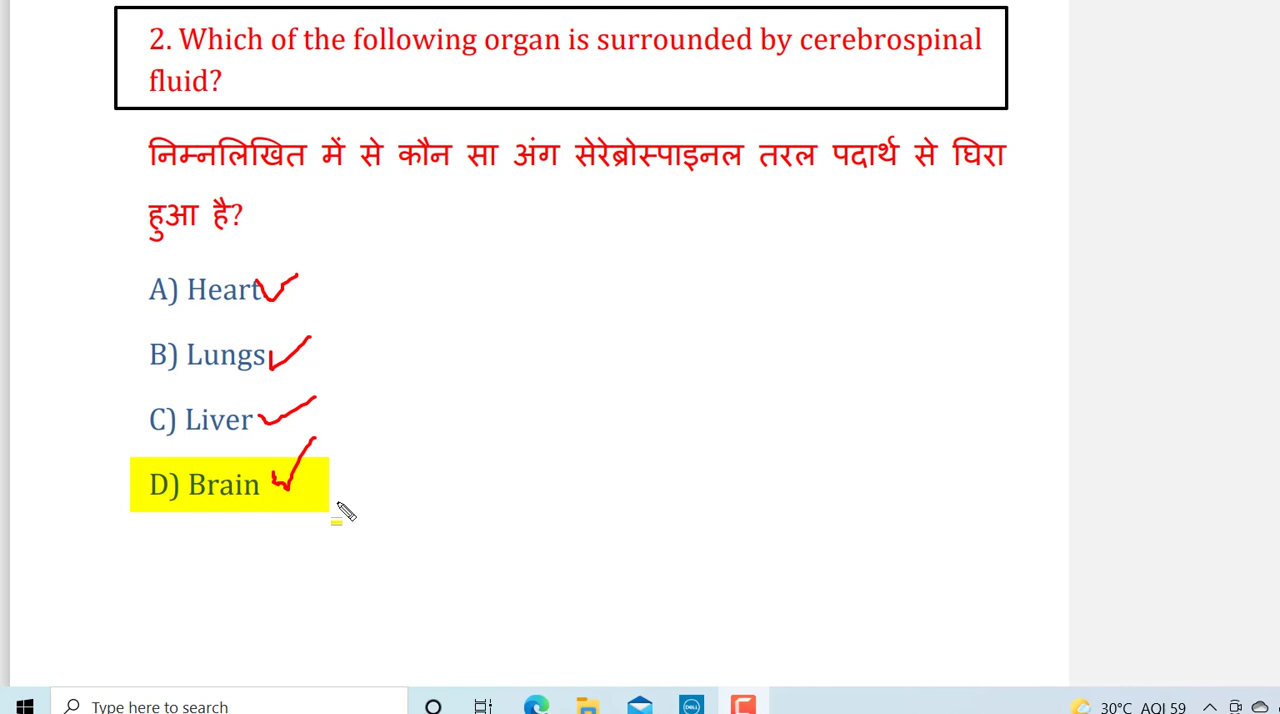 2. Which of the following organ is surrounded by cerebrospinal
fluid?
निम्नलिखित में से कौन सा अंग सेरेब्रोस्पाइनल तरल पदार्थ से घिरा
हुआ है?
A) Heart
B) Lungs
C) Liver
D) Brain
Type here to search
DELL
30°C AQI 59